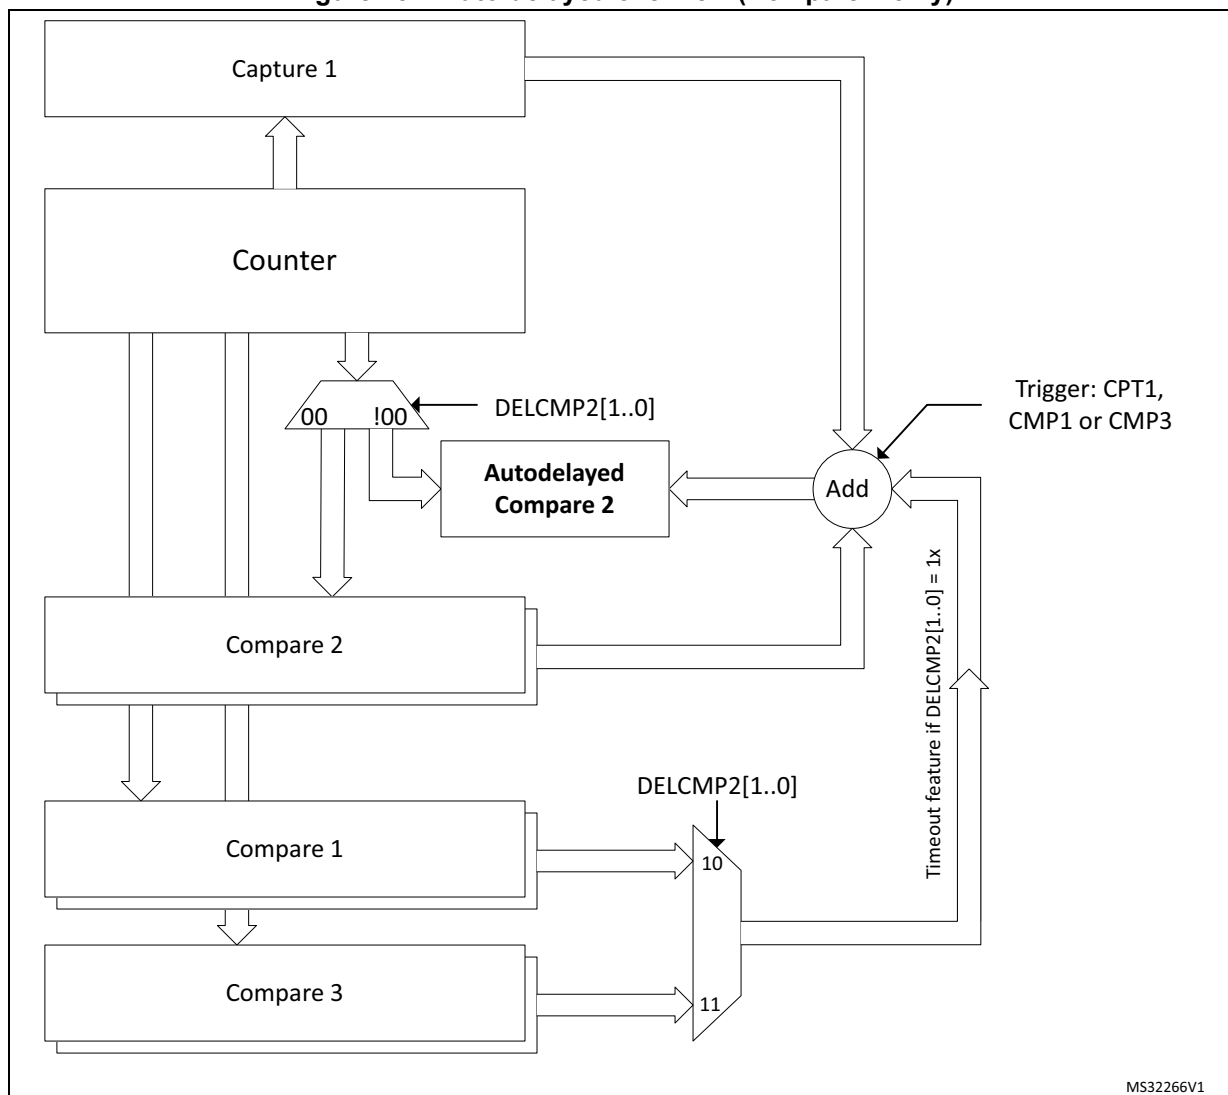 Capture 1
Counter
00 !00
DELCMP2[1..0]
Trigger: CPT1,
CMP1 or CMP3
Autodelayed
Compare 2
Add
Compare 2
Timeout feature if DELCMP2[1..0] = 1x
DELCMP2[1..0]
Compare 1
10
Compare 3
11
MS32266V1